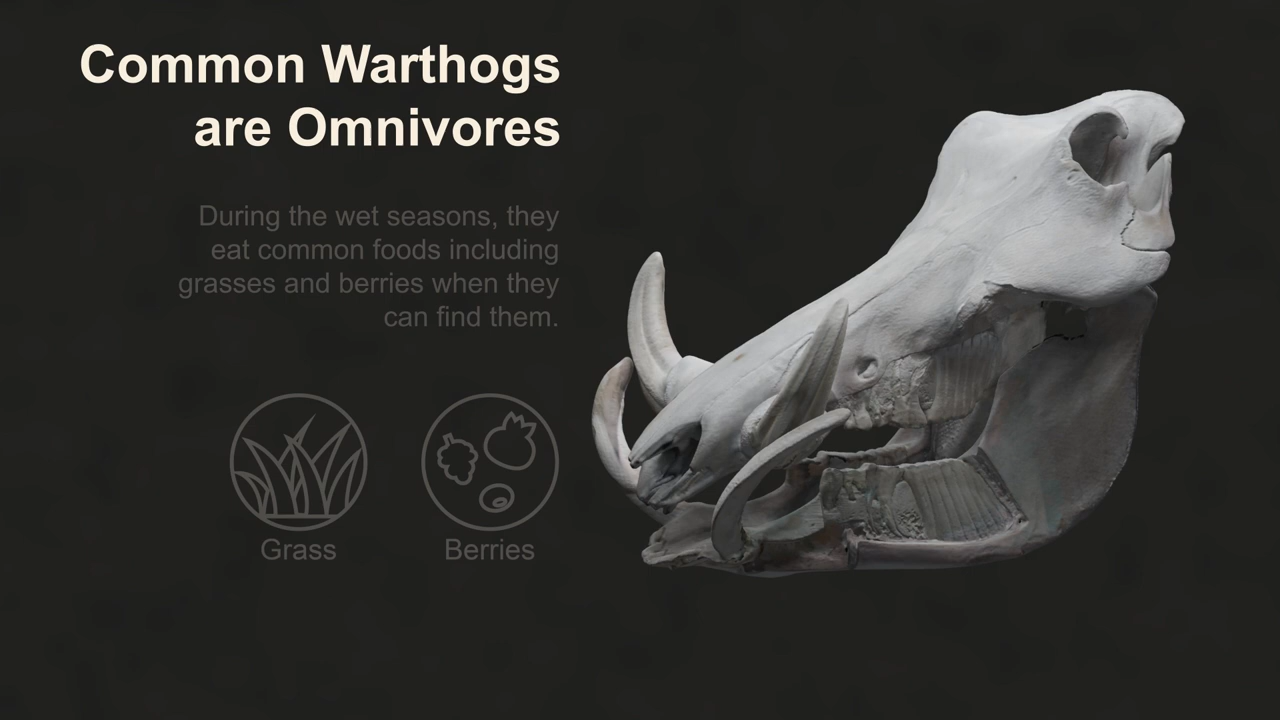 Common Warthogs
are Omnivores
During the wet seasons, they
eat common foods including
grasses and berries when they
can find them.
Grass
Berries